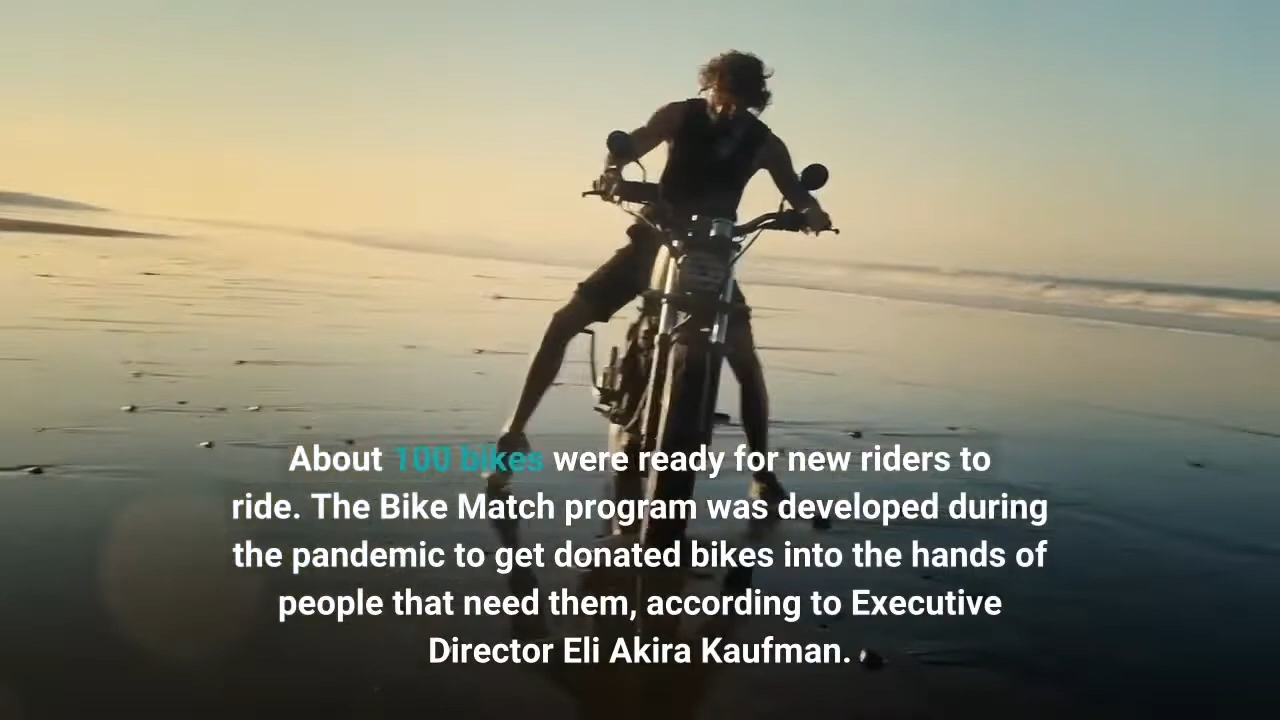 About 100 bikes were ready for new riders to
ride. The Bike Match program was developed during
the pandemic to get donated bikes into the hands of
people that need them, according to Executive
Director Eli Akira Kaufman.